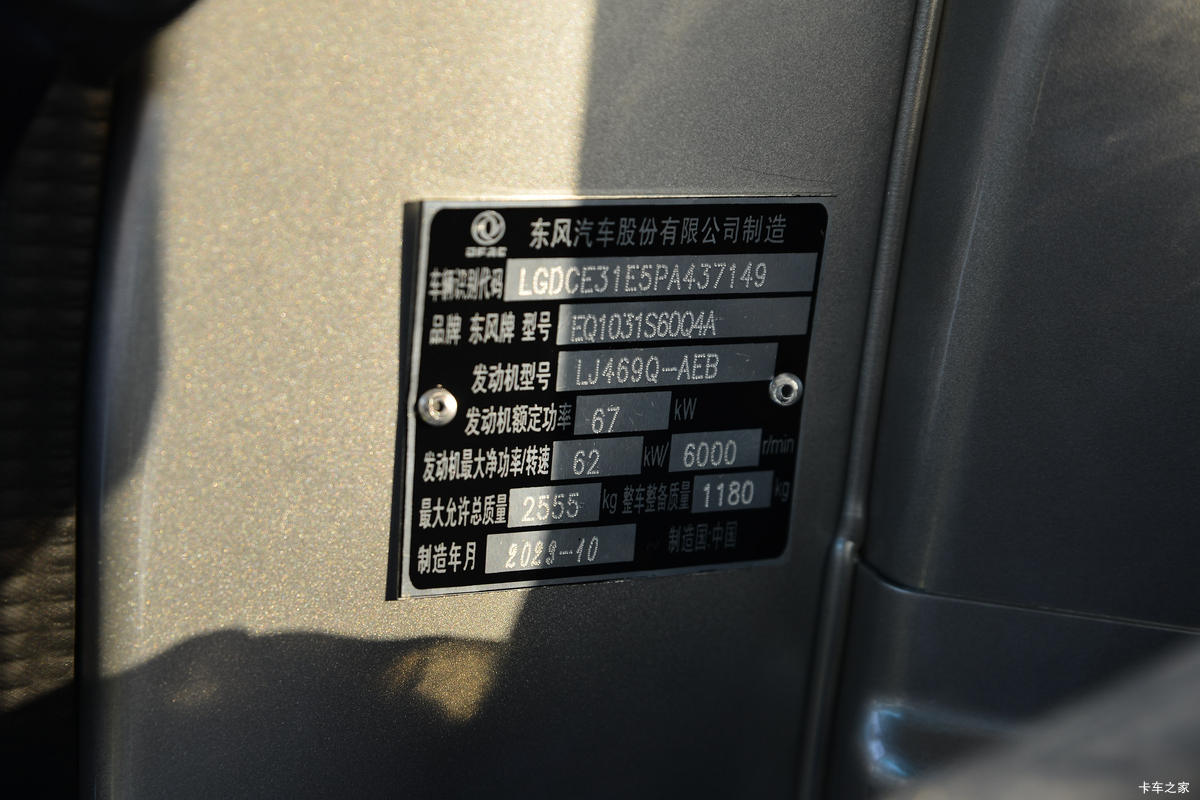 DFAC 东风汽车股份有限公司制造
车辆识别代码 LGDCE31E5PA437149
品牌 东风牌 型号 EQ1031S60Q4A
发动机型号 LJ469Q-AEB
发动机额定功率 67 kW
发动机最大净功率/转速 62 kW/ 6000 r/min
最大允许总质量 2555 kg 整车整备质量 1180 kg
制造年月 2023-10 制造国:中国
卡车之家